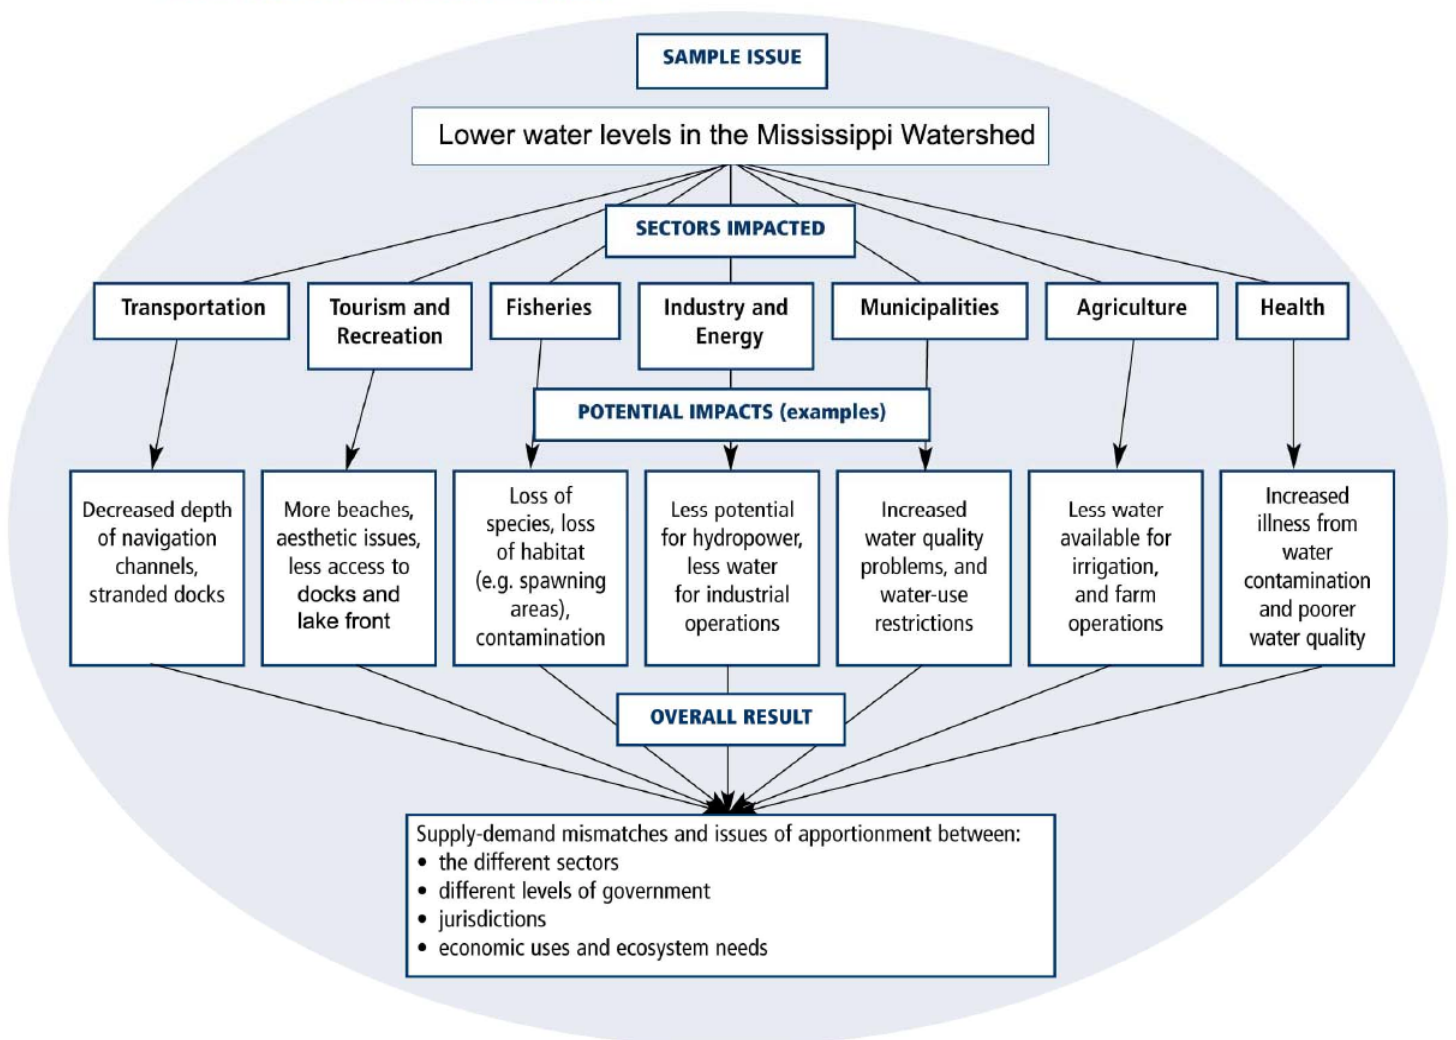 SAMPLE ISSUE
Lower water levels in the Mississippi Watershed
SECTORS IMPACTED
Transportation
Tourism and
Recreation
Fisheries
Industry and
Energy
Municipalities
Agriculture
Health
POTENTIAL IMPACTS (examples)
Decreased depth
of navigation
channels,
stranded docks
More beaches,
aesthetic issues,
less access to
docks and
lake front
Loss of
species, loss
of habitat
(e.g. spawning
areas),
contamination
Less potential
for hydropower,
less water
for industrial
operations
Increased
water quality
problems, and
water-use
restrictions
Less water
available for
irrigation,
and farm
operations
Increased
illness from
water
contamination
and poorer
water quality
OVERALL RESULT
Supply-demand mismatches and issues of apportionment between:
• the different sectors
• different levels of government
• jurisdictions
• economic uses and ecosystem needs